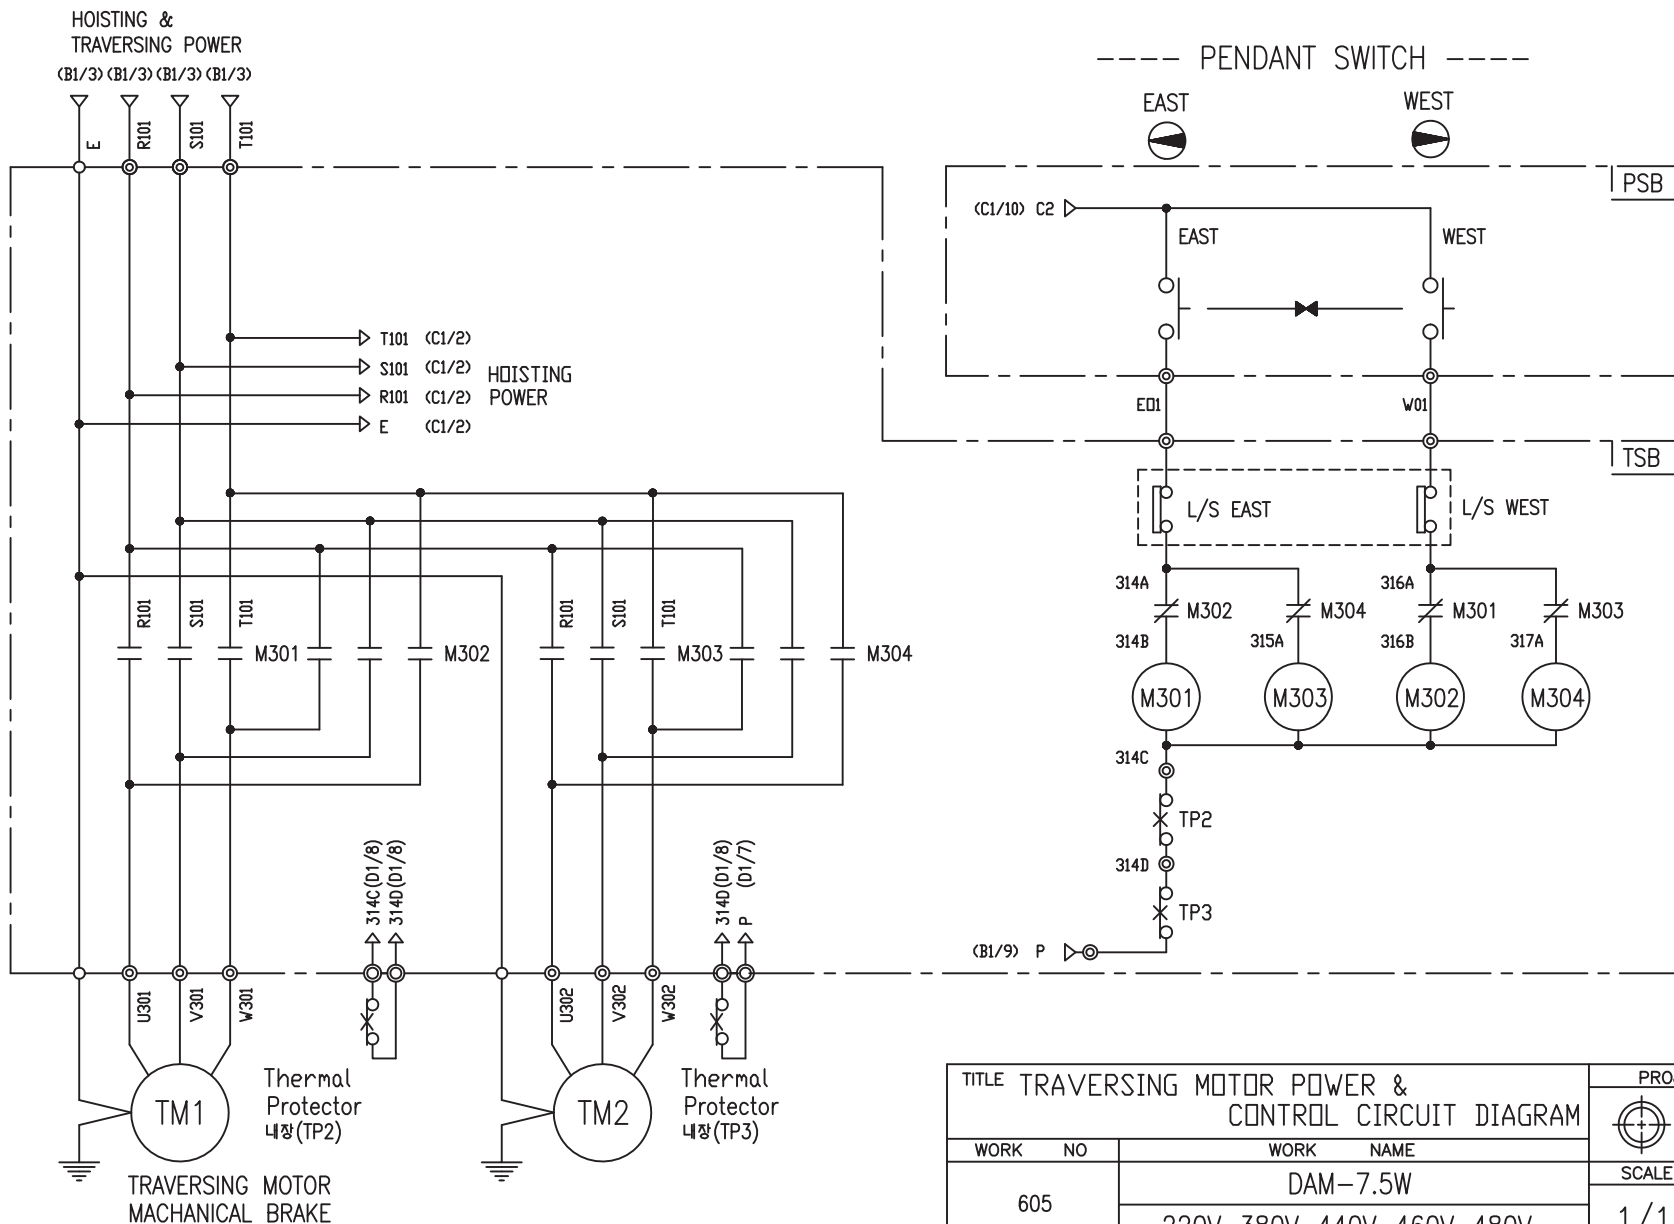 HOISTING &
TRAVERSING POWER
(B1/3) (B1/3) (B1/3) (B1/3)
E R101 S101 T101
T101 (C1/2)
S101 (C1/2)
R101 (C1/2)
E (C1/2)
HOISTING
POWER
R101 S101 T101
M301
M302
R101 S101 T101
M303
M304
314C(D1/8)
314D(D1/8)
314D(D1/8)
P (D1/7)
U301 V301 W301
U302 V302 W302
TM1
Thermal
Protector
내장(TP2)
TM2
Thermal
Protector
내장(TP3)
TRAVERSING MOTOR
MACHANICAL BRAKE
PENDANT SWITCH
EAST WEST
PSB
(C1/10) C2
EAST WEST
E01 W01
TSB
L/S EAST L/S WEST
314A 316A
M302 M304 M301 M303
314B 315A 316B 317A
M301 M303 M302 M304
314C
TP2
314D
TP3
(B1/9) P
TITLE TRAVERSING MOTOR POWER &
CONTROL CIRCUIT DIAGRAM
WORK NO WORK NAME
SCALE
DAM-7.5W
605
1/1